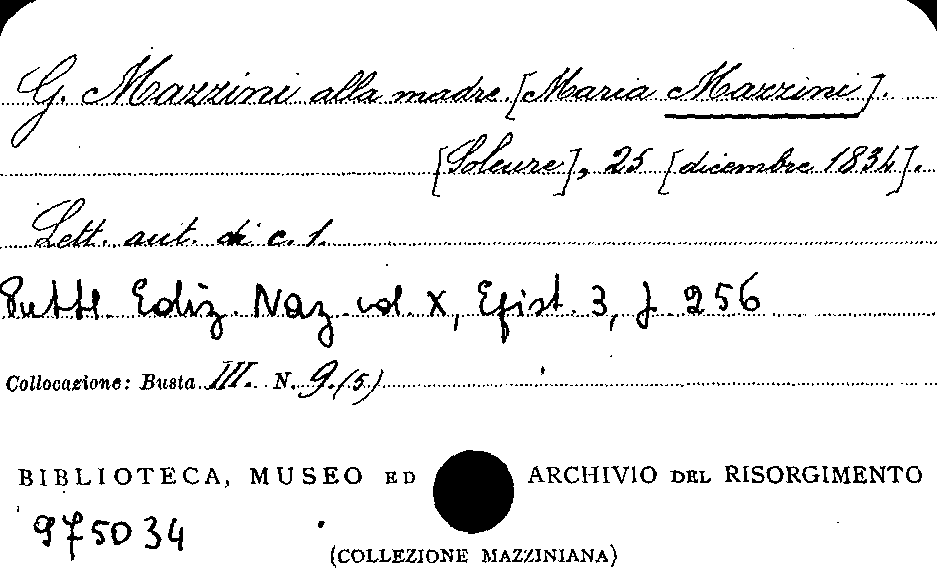 G. Mazzini alla madre. [Maria Mazzini].
[Soleure], 25 [dicembre 1834].
Lett. aut. di c. 1.
Pubbl. Ediz. Naz. vol. X, Epist. 3, p. 256
Collocazione: Busta III. N. 9.(5)
BIBLIOTECA, MUSEO ED ARCHIVIO DEL RISORGIMENTO
975034
(COLLEZIONE MAZZINIANA)